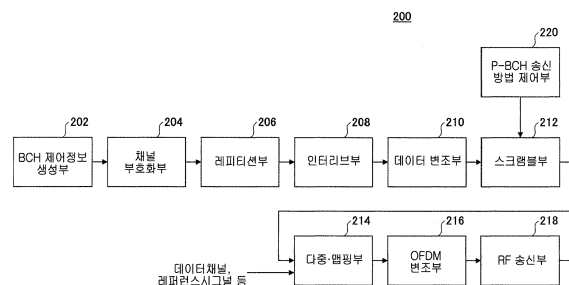 200
220
P-BCH 송신
방법 제어부
202
204
206
208
210
212
BCH 제어정보
생성부
채널
부호화부
레피티션부
인터리브부
데이터 변조부
스크램블부
214
216
218
다중·맵핑부
OFDM
변조부
RF 송신부
데이터채널,
레퍼런스시그널 등